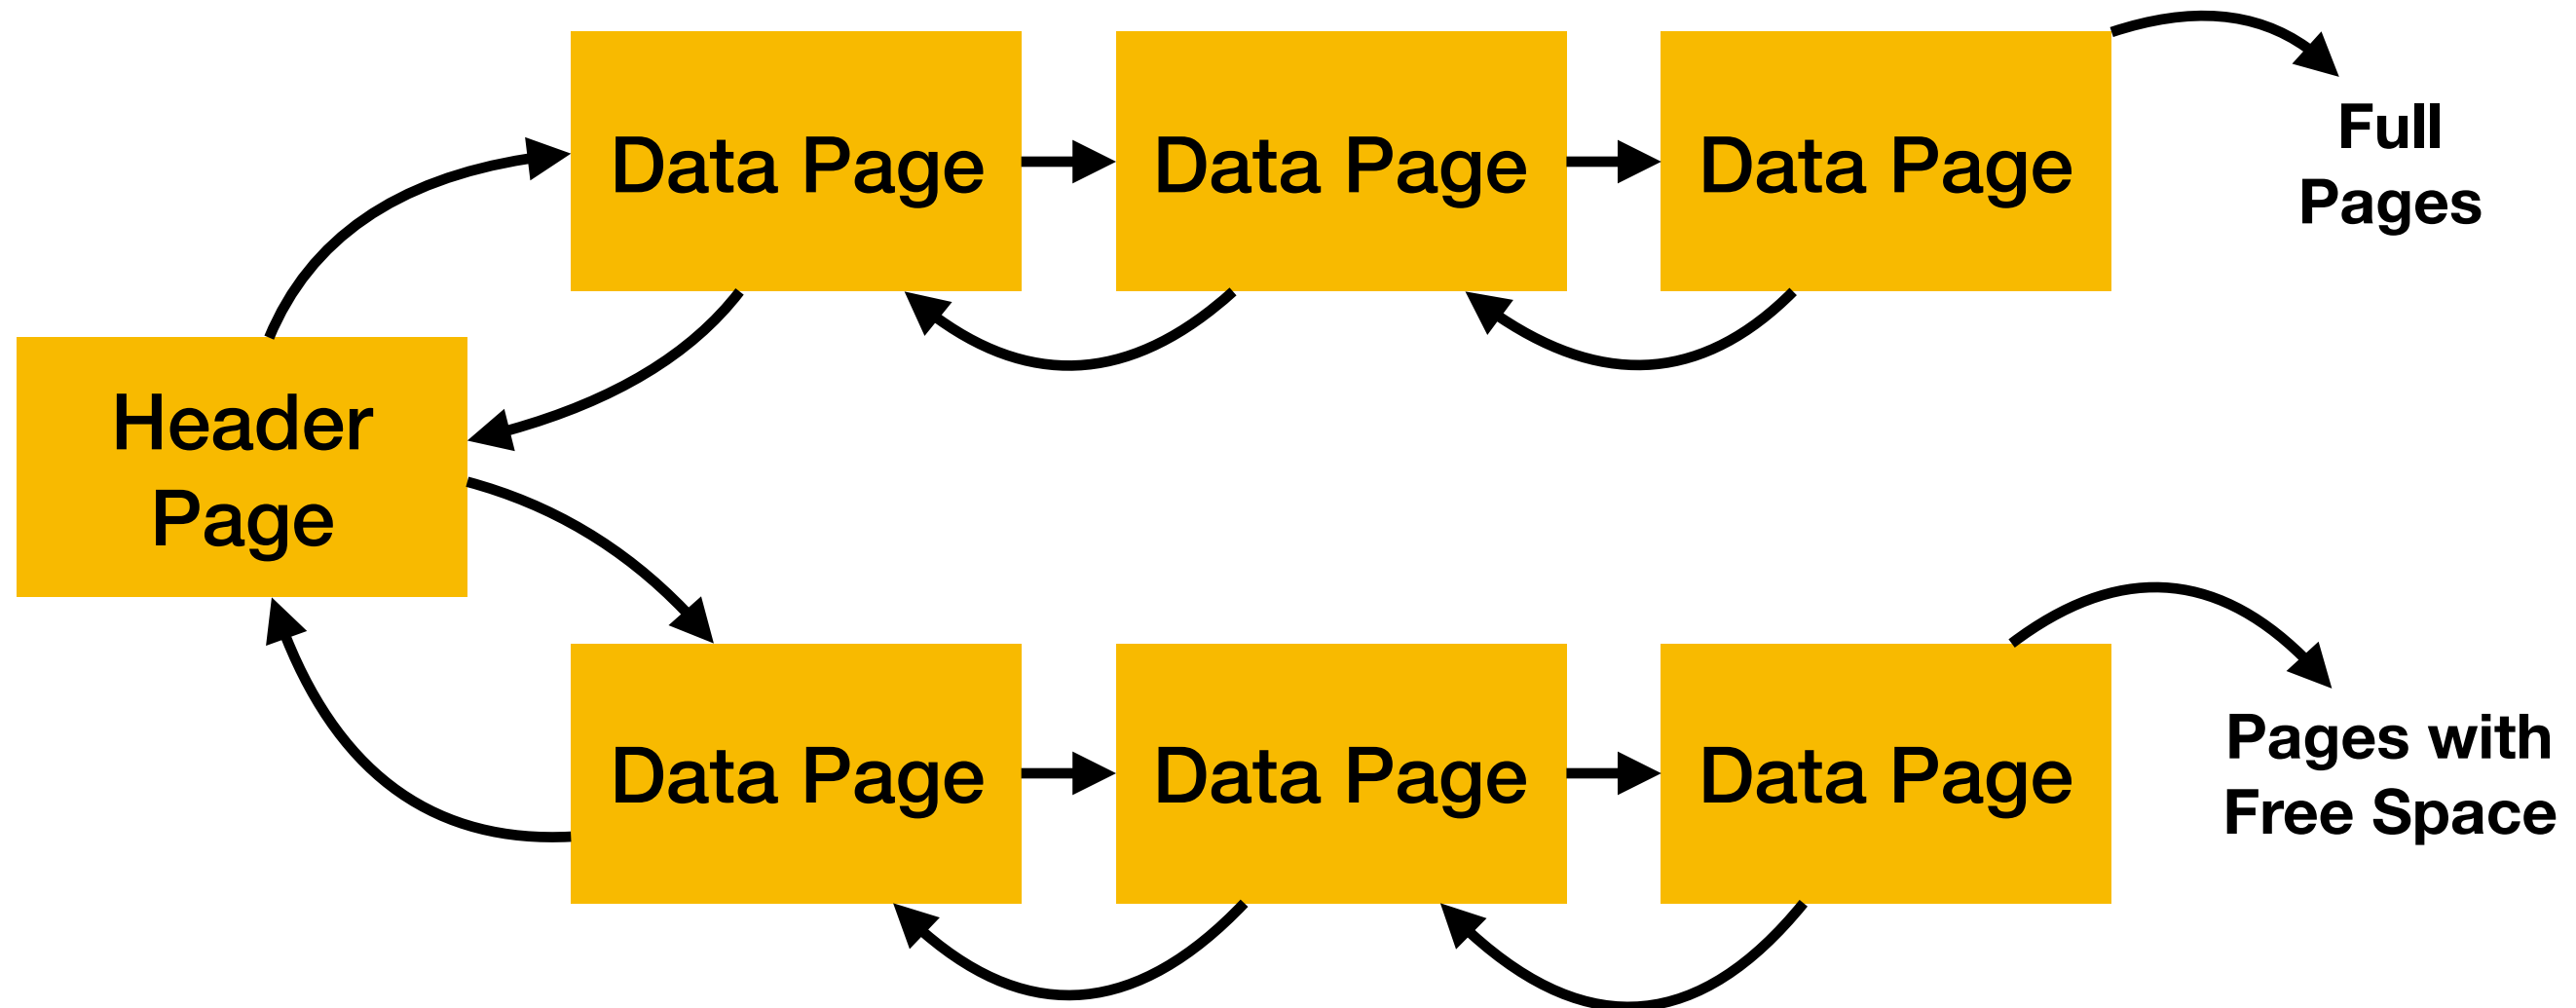 Data Page
Data Page
Data Page
Full
Pages
Header
Page
Data Page
Data Page
Data Page
Pages with
Free Space